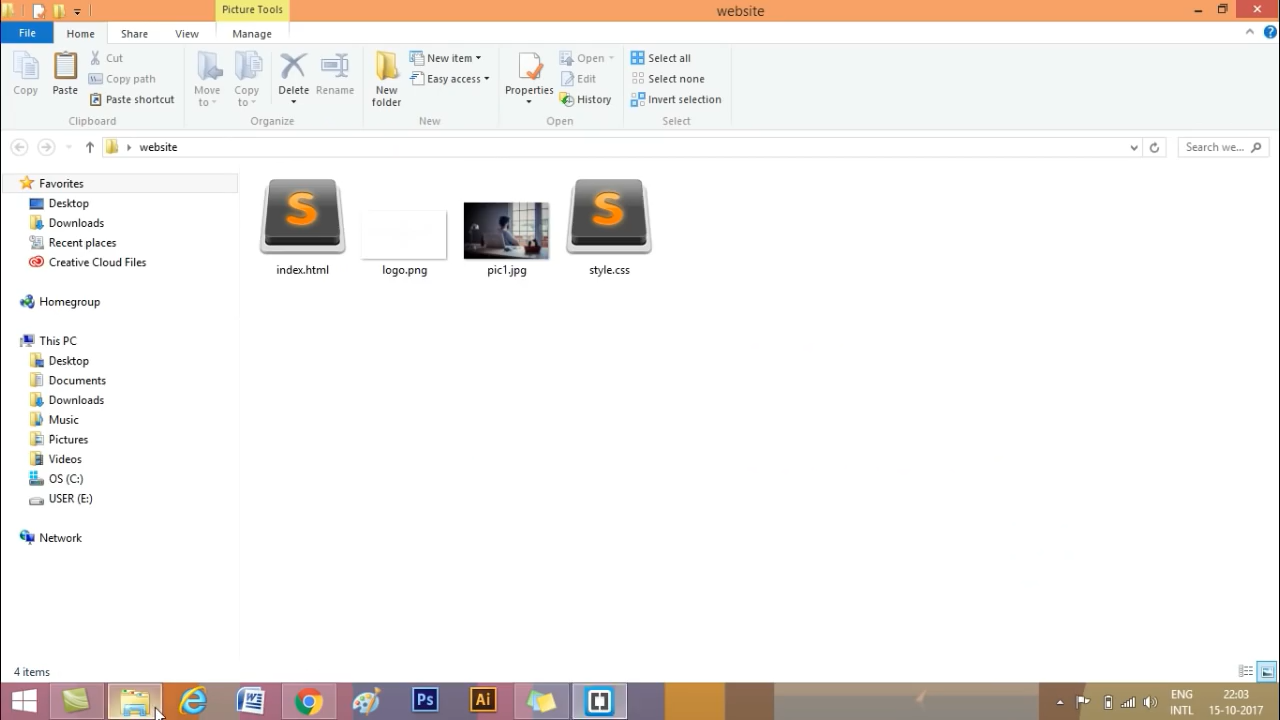 Picture Tools
website
File
Home
Share
View
Manage
Copy
Paste
Cut
Copy path
Paste shortcut
Clipboard
Move to
Copy to
Delete
Rename
Organize
New folder
New item
Easy access
New
Properties
Open
Edit
History
Open
Select all
Select none
Invert selection
Select
website
Search we...
Favorites
Desktop
Downloads
Recent places
Creative Cloud Files
Homegroup
This PC
Desktop
Documents
Downloads
Music
Pictures
Videos
OS (C:)
USER (E:)
Network
index.html
logo.png
pic1.jpg
style.css
4 items
Ps
Ai
ENG
INTL
22:03
15-10-2017